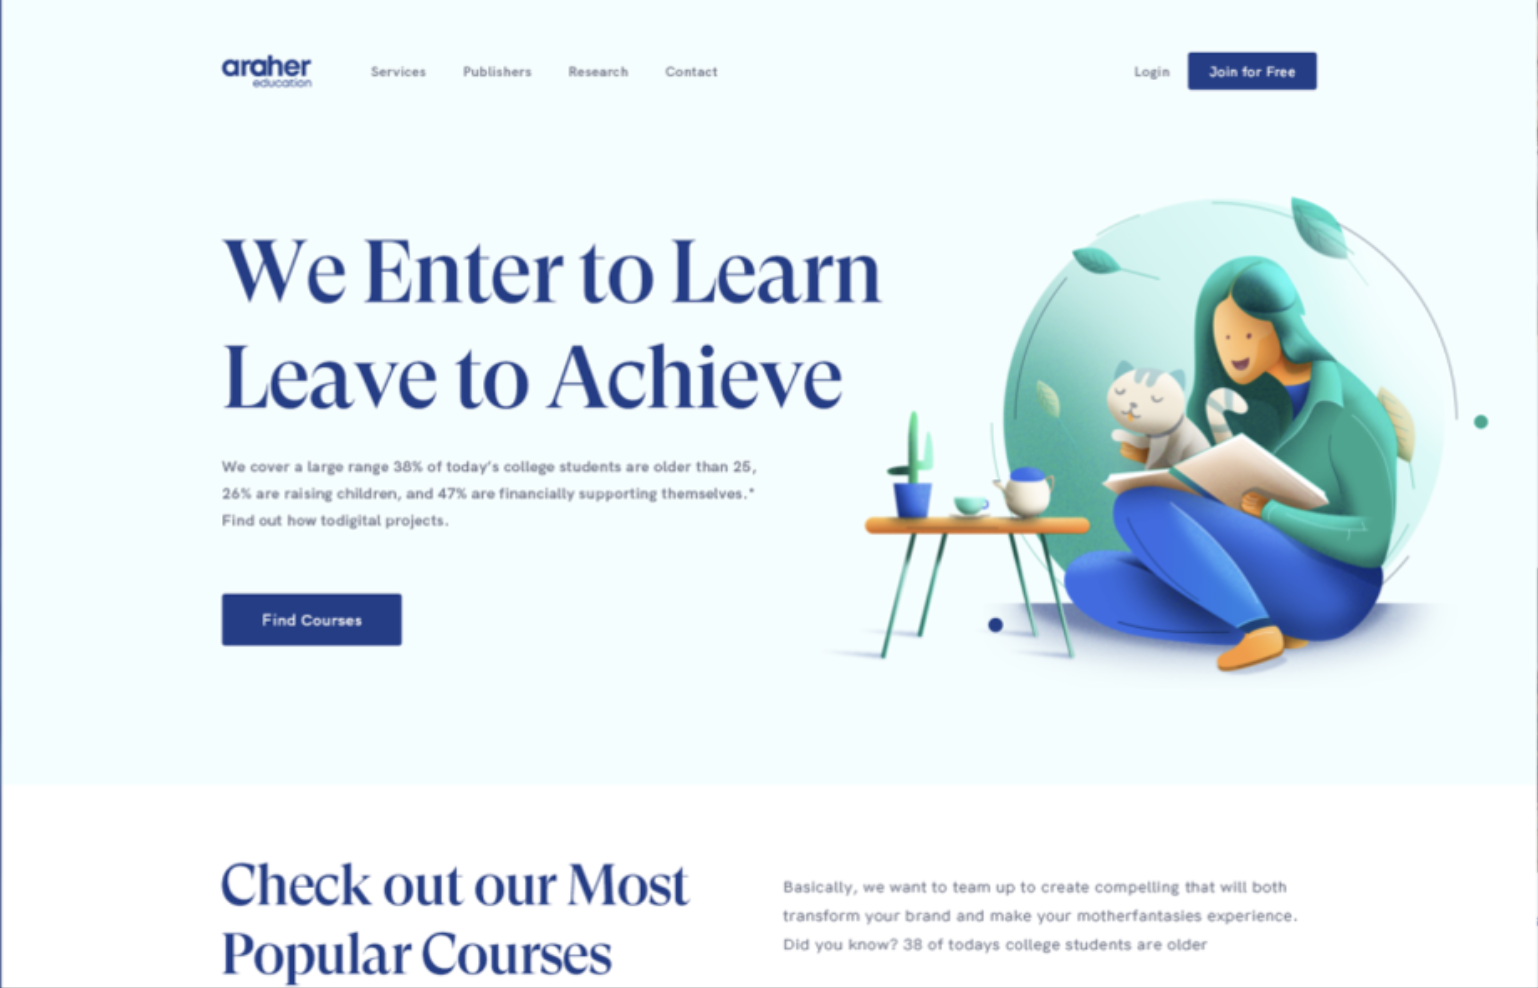 araher
education
Services Publishers Research Contact Login Join for Free
We Enter to Learn
Leave to Achieve
We cover a large range 38% of today's college students are older than 25,
26% are raising children, and 47% are financially supporting themselves.*
Find out how todigital projects.
Find Courses
Check out our Most
Popular Courses
Basically, we want to team up to create compelling that will both
transform your brand and make your motherfantasies experience.
Did you know? 38 of todays college students are older